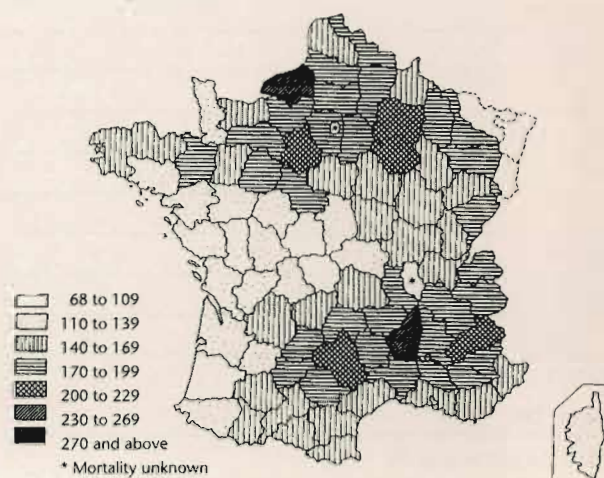 68 to 109
110 to 139
140 to 169
170 to 199
200 to 229
230 to 269
270 and above
* Mortality unknown
*